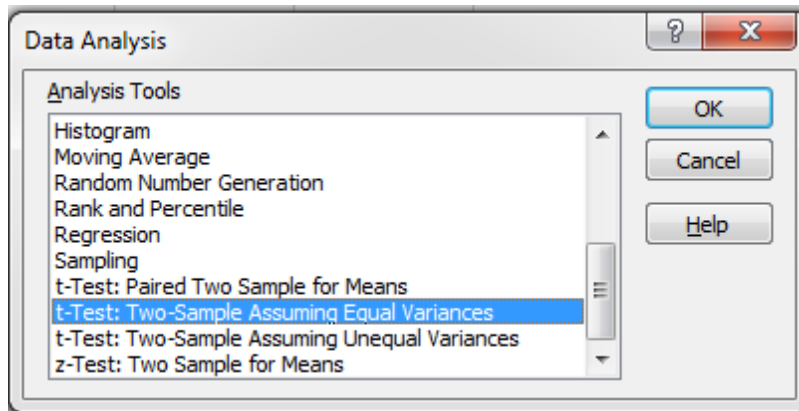 Data Analysis
Analysis Tools
Histogram
Moving Average
Random Number Generation
Rank and Percentile
Regression
Sampling
t-Test: Paired Two Sample for Means
t-Test: Two-Sample Assuming Equal Variances
t-Test: Two-Sample Assuming Unequal Variances
z-Test: Two Sample for Means
OK
Cancel
Help